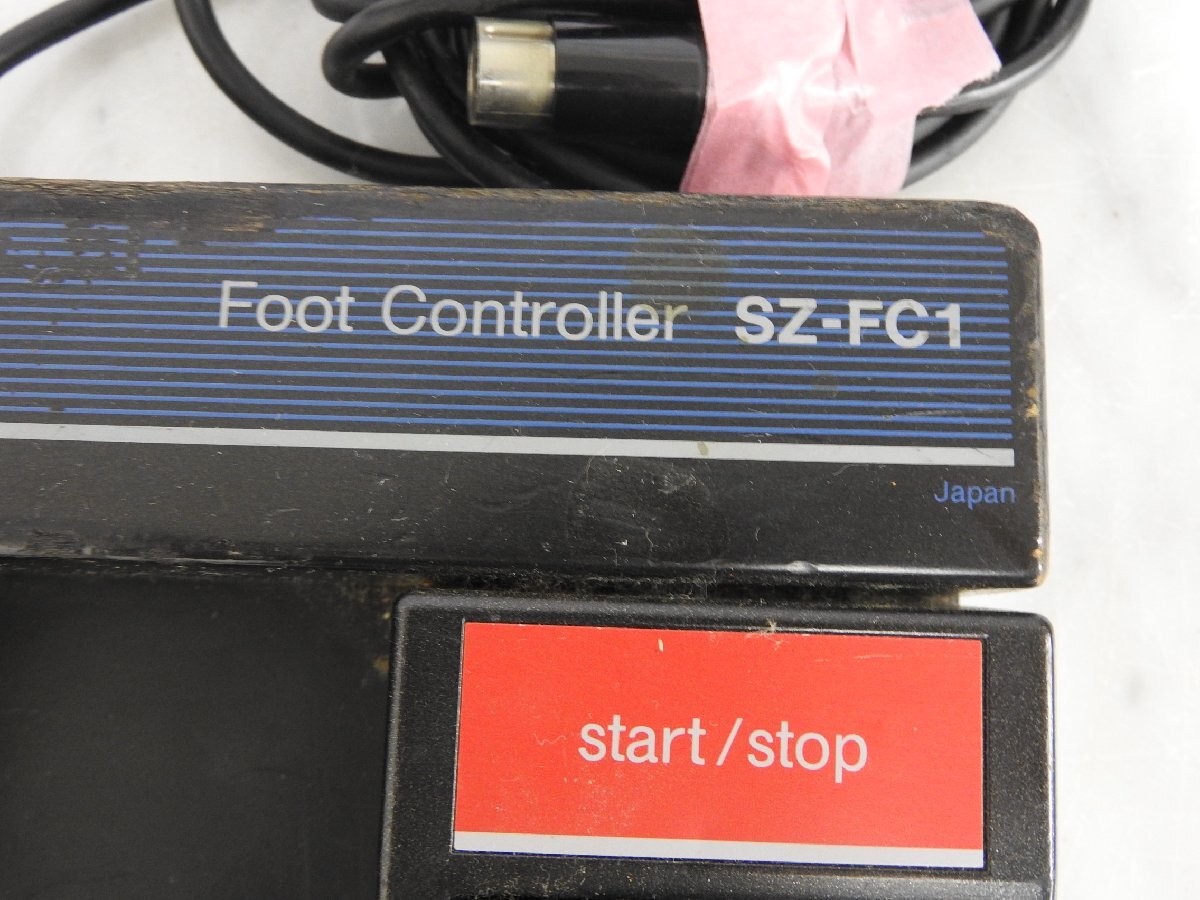 Foot Controller SZ-FC1
Japan
start/stop